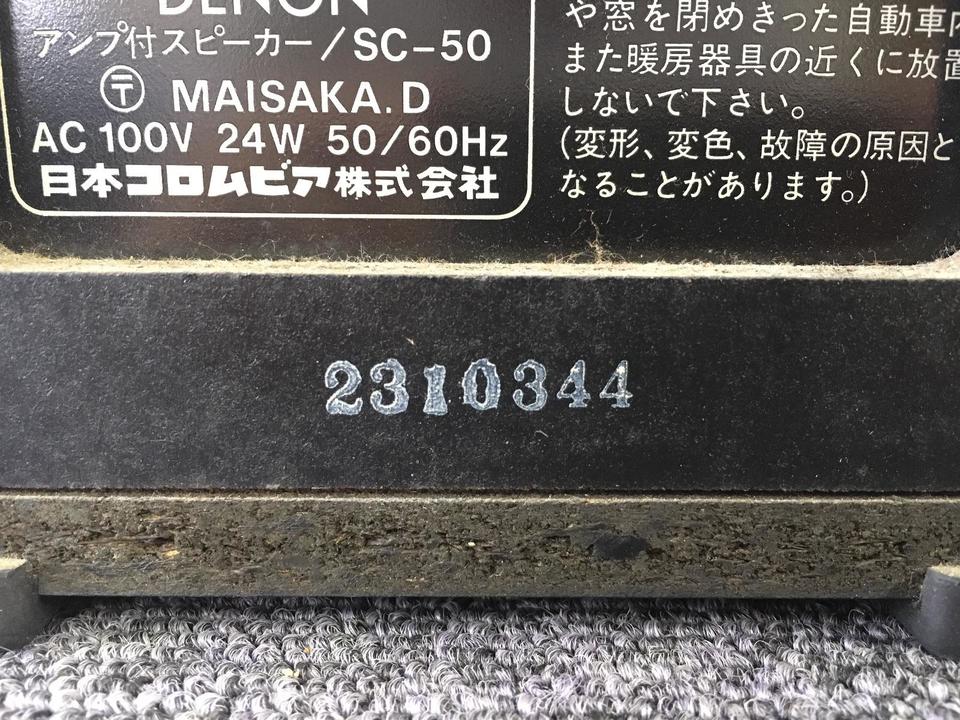 DENON
アンプ付スピーカー/SC-50
〒 MAISAKA.D
AC 100V 24W 50/60Hz
日本コロムビア株式会社
や窓を閉めきった自動車内
また暖房器具の近くに放置
しないで下さい。
(変形、変色、故障の原因と
なることがあります。)
2310344